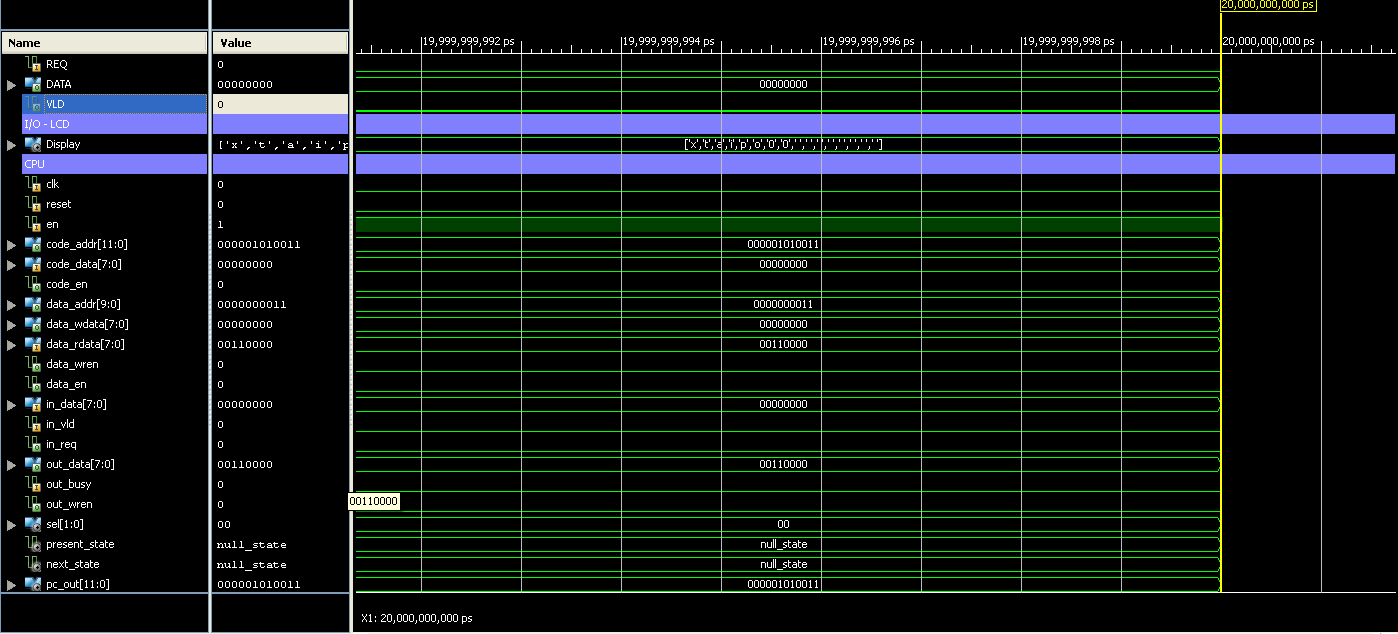 20,000,000,000 ps
Name Value 19,999,999,992 ps 19,999,999,994 ps 19,999,999,996 ps 19,999,999,998 ps 20,000,000,000 ps
REQ 0
DATA 00000000 00000000
VLD 0
I/O - LCD
Display ['x','t','a','i','p ['x','t','a','i','p','o','0','0',' ',' ',' ',' ',' ',' ',' ',' ']
CPU
clk 0
reset 0
en 1
code_addr[11:0] 000001010011 000001010011
code_data[7:0] 00000000 00000000
code_en 0
data_addr[9:0] 0000000011 0000000011
data_wdata[7:0] 00000000 00000000
data_rdata[7:0] 00110000 00110000
data_wren 0
data_en 0
in_data[7:0] 00000000 00000000
in_vld 0
in_req 0
out_data[7:0] 00110000 00110000
out_busy 0
out_wren 0 00110000
sel[1:0] 00 00
present_state null_state null_state
next_state null_state null_state
pc_out[11:0] 000001010011 000001010011
X1: 20,000,000,000 ps